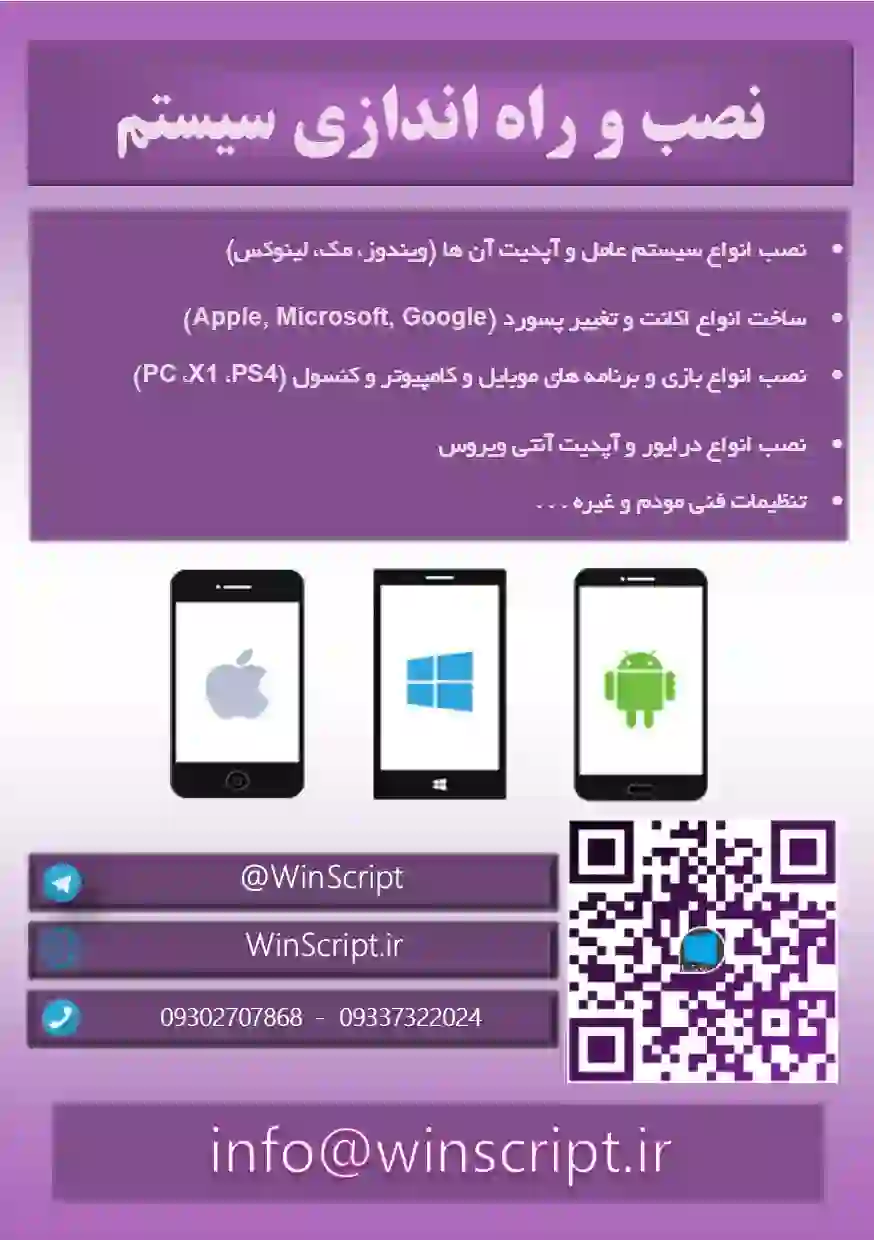 نصب و راه اندازی سیستم
• نصب انواع سیستم عامل و آپدیت آن ها (ویندوز، مک، لینوکس)
• ساخت انواع اکانت و تغییر پسورد (Apple, Microsoft, Google)
• نصب انواع بازی و برنامه های موبایل و کامپیوتر و کنسول (PC ،X1 ،PS4)
• نصب انواع درایور و آپدیت آنتی ویروس
• تنظیمات فنی مودم و غیره . . .
@WinScript
WinScript.ir
09302707868 - 09337322024
info@winscript.ir